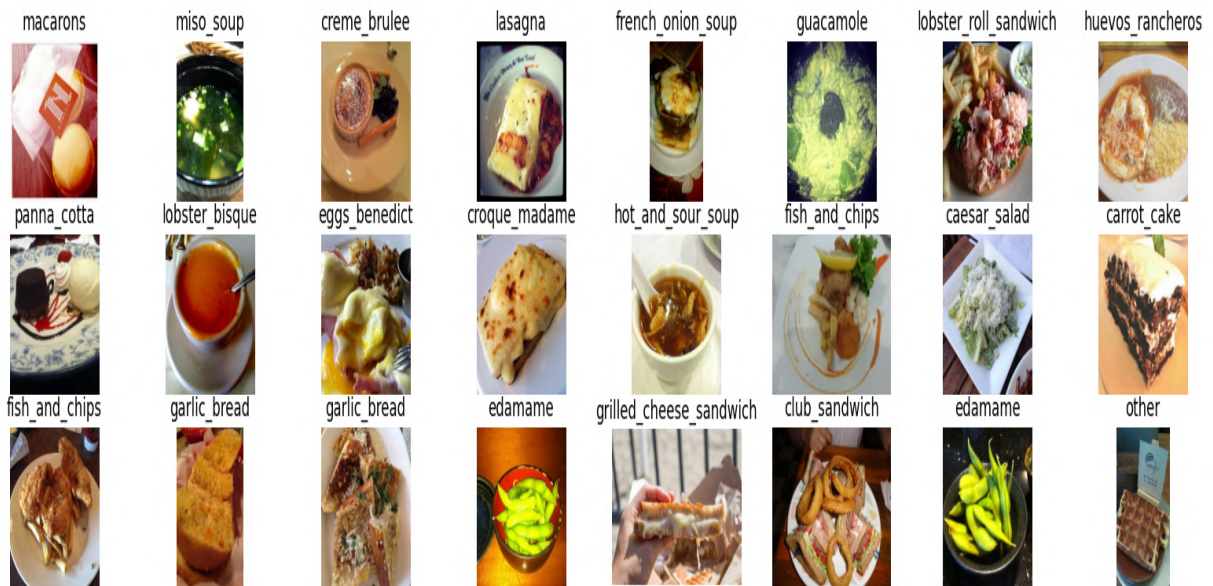 macarons miso_soup creme_brulee lasagna french_onion_soup guacamole lobster_roll_sandwich huevos_rancheros
N
panna_cotta lobster_bisque eggs_benedict croque_madame hot_and_sour_soup fish_and_chips caesar_salad carrot_cake
fish_and_chips garlic_bread garlic_bread edamame grilled_cheese_sandwich club_sandwich edamame other